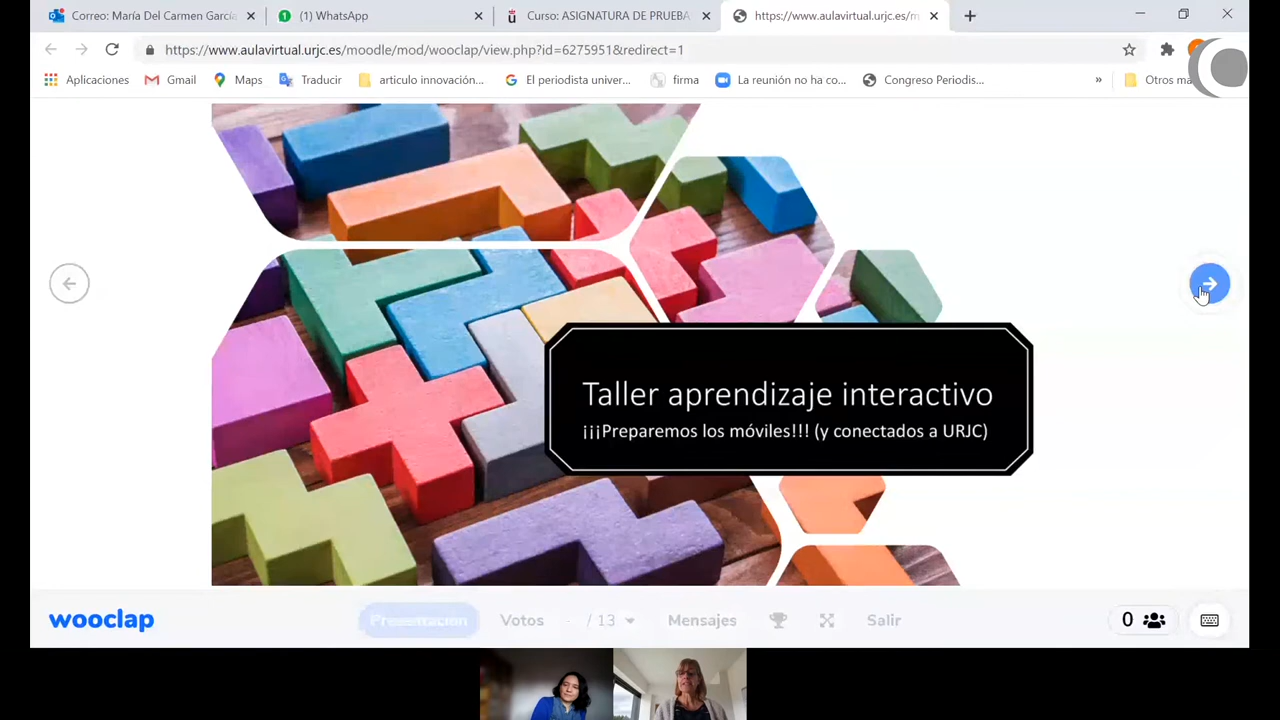 Correo: María Del Carmen García
(1) WhatsApp
Curso: ASIGNATURA DE PRUEBA
https://www.aulavirtual.urjc.es/m
https://www.aulavirtual.urjc.es/moodle/mod/wooclap/view.php?id=6275951&redirect=1
Aplicaciones
Gmail
Maps
Traducir
articulo innovación...
El periodista univer...
firma
La reunión no ha co...
Congreso Periodis...
»
Otros ma
Taller aprendizaje interactivo
¡¡¡Preparemos los móviles!!! (y conectados a URJC)
wooclap
Presentación
Votos
/ 13
Mensajes
Salir
0